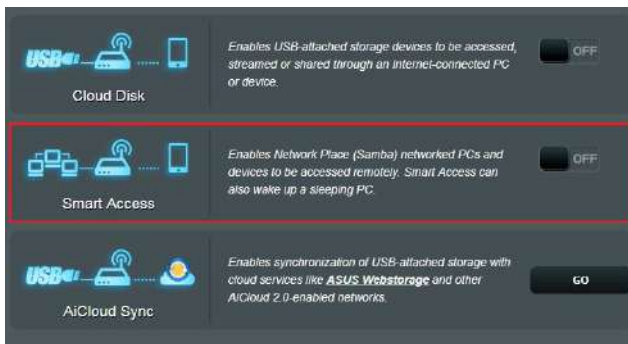 Enables USB-attached storage devices to be accessed,
streamed or shared through an Internet-connected PC
or device.
OFF
USB
Cloud Disk
Enables Network Place (Samba) networked PCs and
devices to be accessed remotely. Smart Access can
also wake up a sleeping PC.
OFF
Smart Access
Enables synchronization of USB-attached storage with
cloud services like ASUS Webstorage and other
AiCloud 2.0-enabled networks.
GO
USB
AiCloud Sync